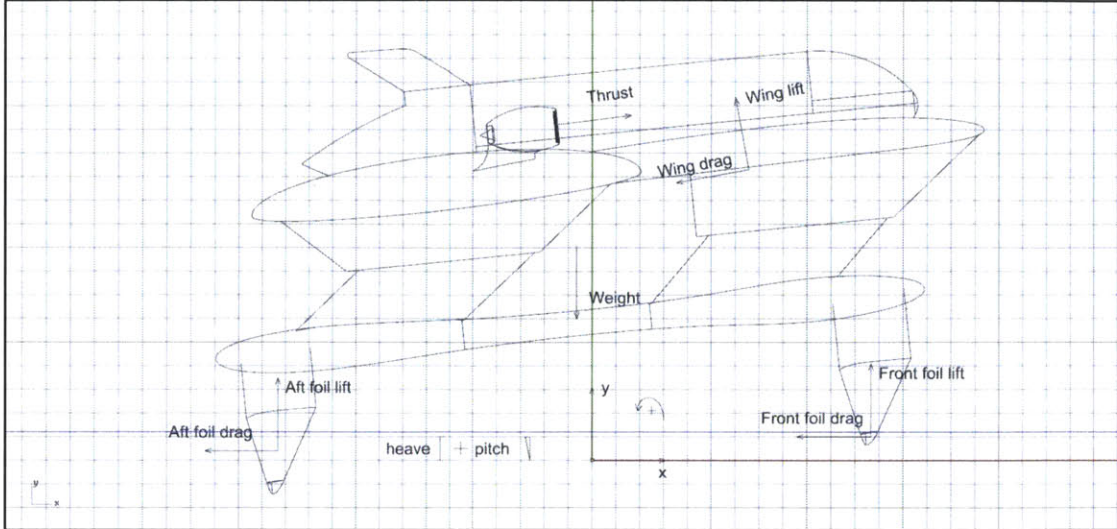 Thrust
Wing lift
Wing drag
Weight
y
Aft foil lift
Front foil lift
Aft foil drag
Front foil drag
+
heave + pitch
x
y
x